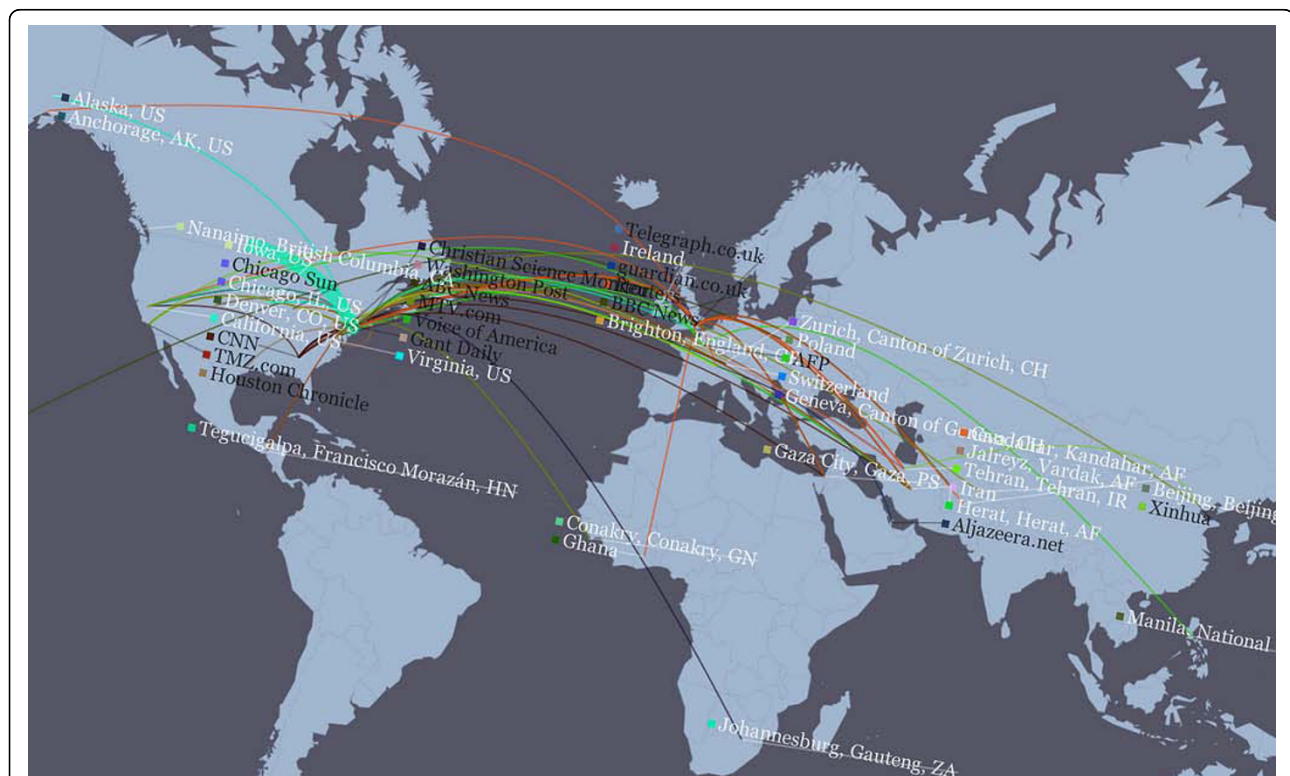 Alaska, US
Anchorage, AK, US
Nanaimo, British Columbia, CA
Iowa, US
Chicago Sun
Chicago, IL, US
Denver, CO, US
California, US
CNN
TMZ.com
Houston Chronicle
Tegucigalpa, Francisco Morazán, HN
Christian Science Monitor
Washington Post
ABC News
MTV.com
Voice of America
Gant Daily
Virginia, US
Telegraph.co.uk
Ireland
guardian.co.uk
Reuters
BBC News
Brighton, England,
Zurich, Canton of Zurich, CH
Poland
AFP
Switzerland
Geneva, Canton of Geneva, CH
Gaza City, Gaza, PS
Kandahar, AF
Jalreyz, Vardak, AF
Tehran, Tehran, IR
Iran
Herat, Herat, AF
Aljazeera.net
Beijing, Beijing
Xinhua
Conakry, Conakry, GN
Ghana
Manila, National
Johannesburg, Gauteng, ZA